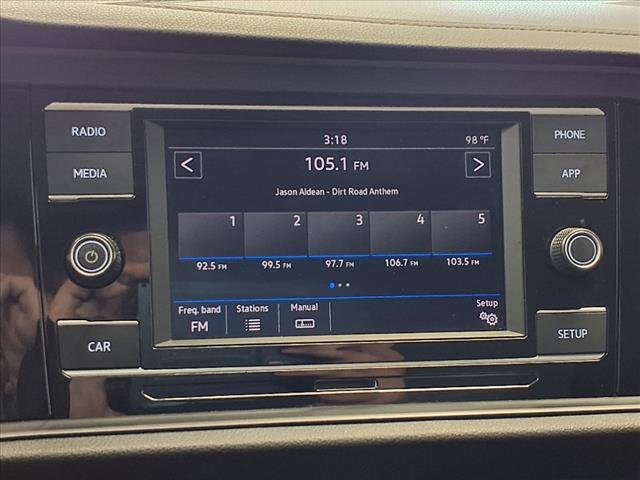 RADIO
MEDIA
CAR
PHONE
APP
SETUP
3:18 98 °F
< 105.1 FM >
Jason Aldean - Dirt Road Anthem
1 2 3 4 5
92.5 FM 99.5 FM 97.7 FM 106.7 FM 103.5 FM
Freq. band Stations Manual Setup
FM